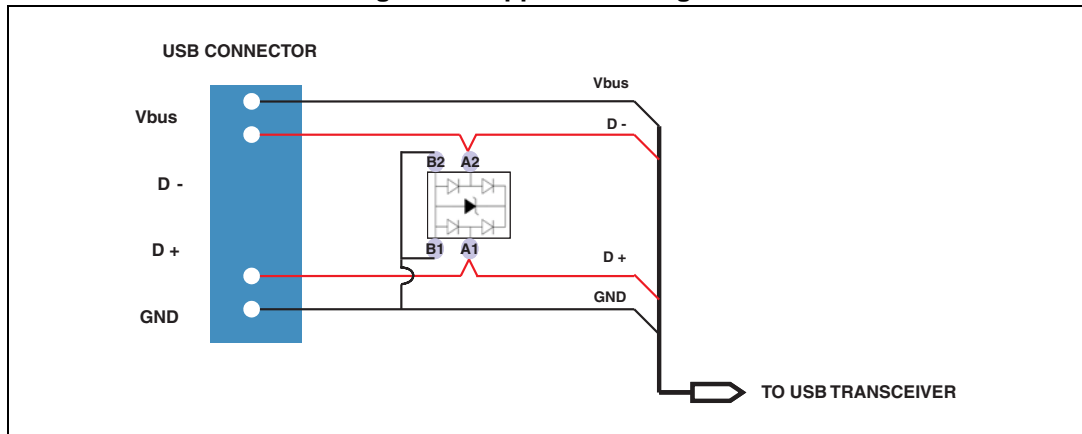 USB CONNECTOR
Vbus
Vbus
D -
B2 A2
D -
B1 A1
D +
D +
GND
GND
TO USB TRANSCEIVER